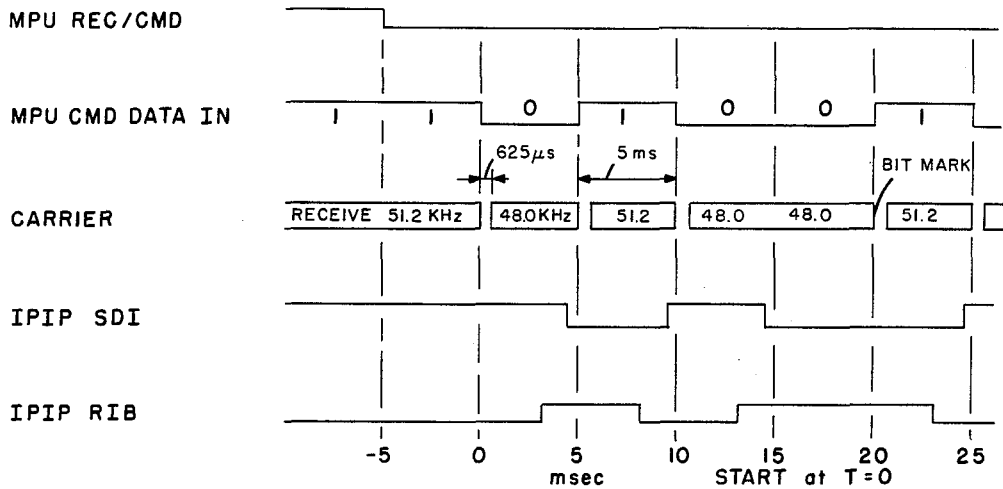 MPU REC/CMD
MPU CMD DATA IN
1 1 0 1 0 0 1
625μs
5 ms
BIT MARK
CARRIER
RECEIVE 51.2 KHz 48.0KHz 51.2 48.0 48.0 51.2
IPIP SDI
IPIP RIB
-5 0 5 10 15 20 25
msec START at T=0